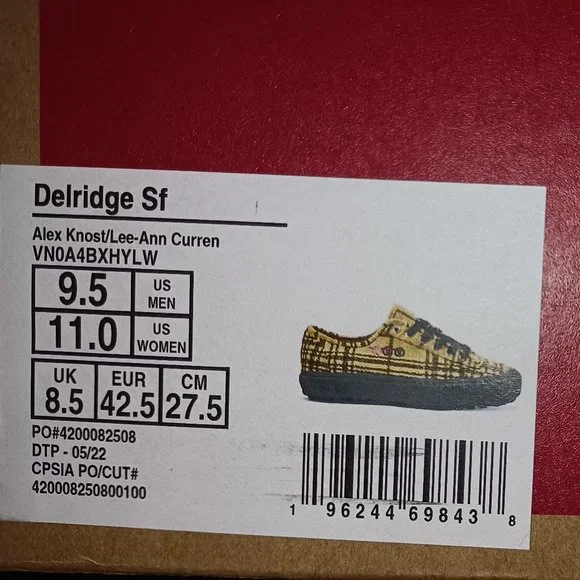 Delridge Sf
Alex Knost/Lee-Ann Curren
VN0A4BXHYLW
9.5 US MEN
11.0 US WOMEN
UK EUR CM
8.5 42.5 27.5
PO#4200082508
DTP - 05/22
CPSIA PO/CUT#
420008250800100
1 96244 69843 8